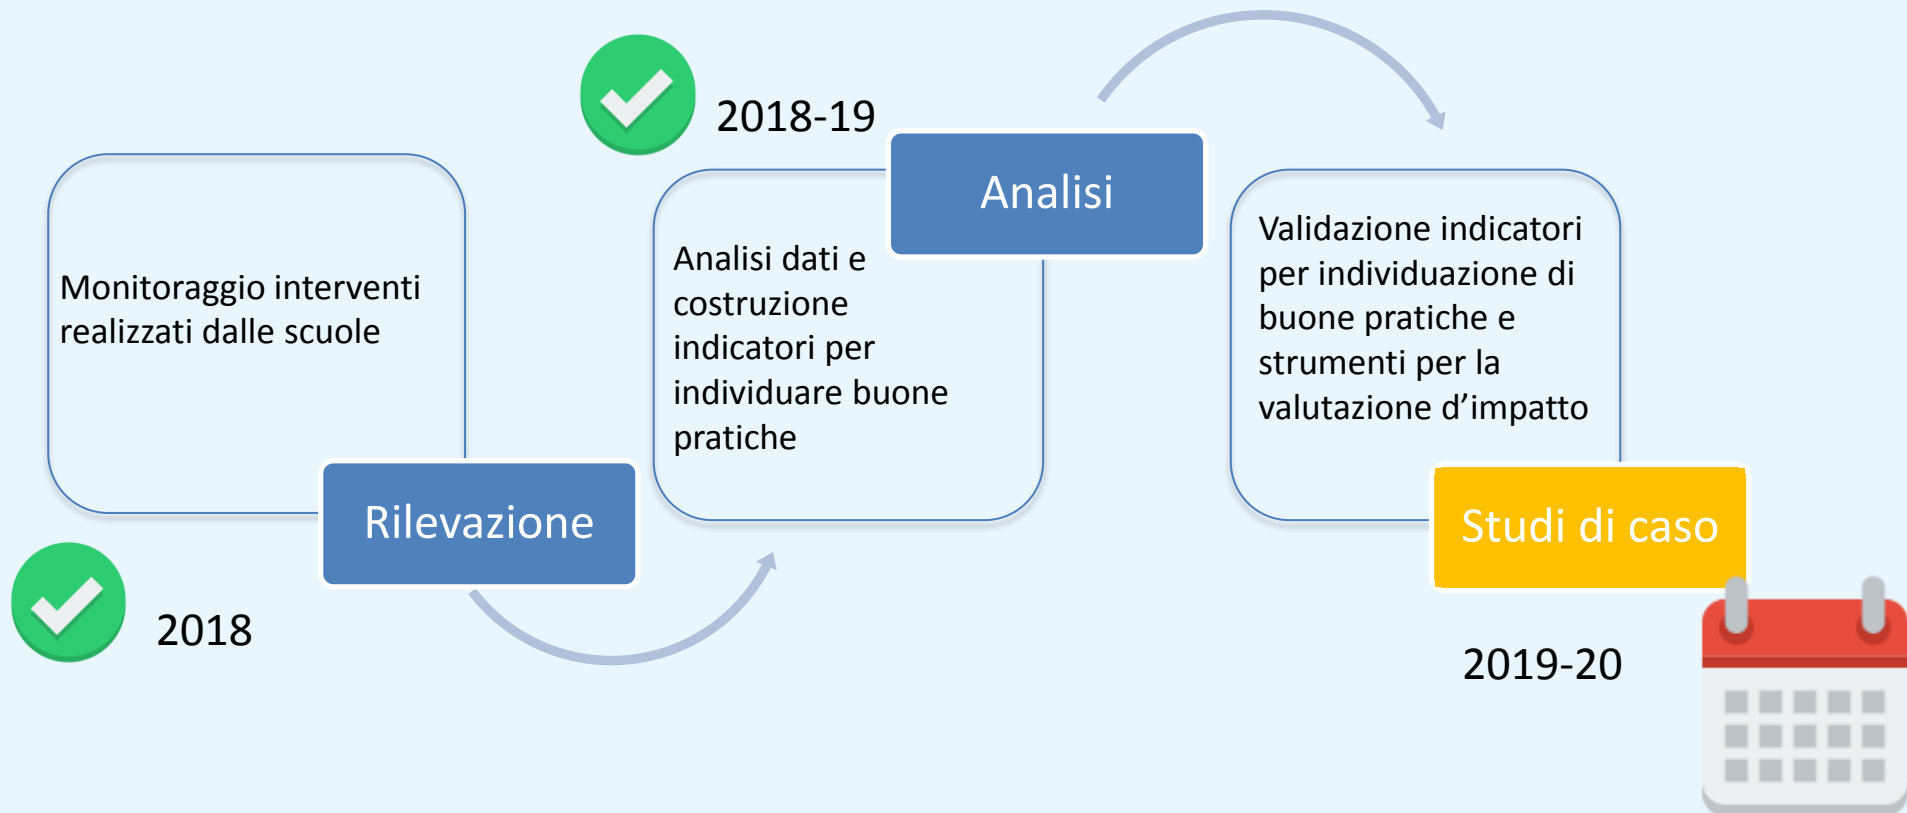 Monitoraggio interventi
realizzati dalle scuole
Rilevazione
2018
2018-19
Analisi
Analisi dati e
costruzione
indicatori per
individuare buone
pratiche
Validazione indicatori
per individuazione di
buone pratiche e
strumenti per la
valutazione d’impatto
Studi di caso
2019-20